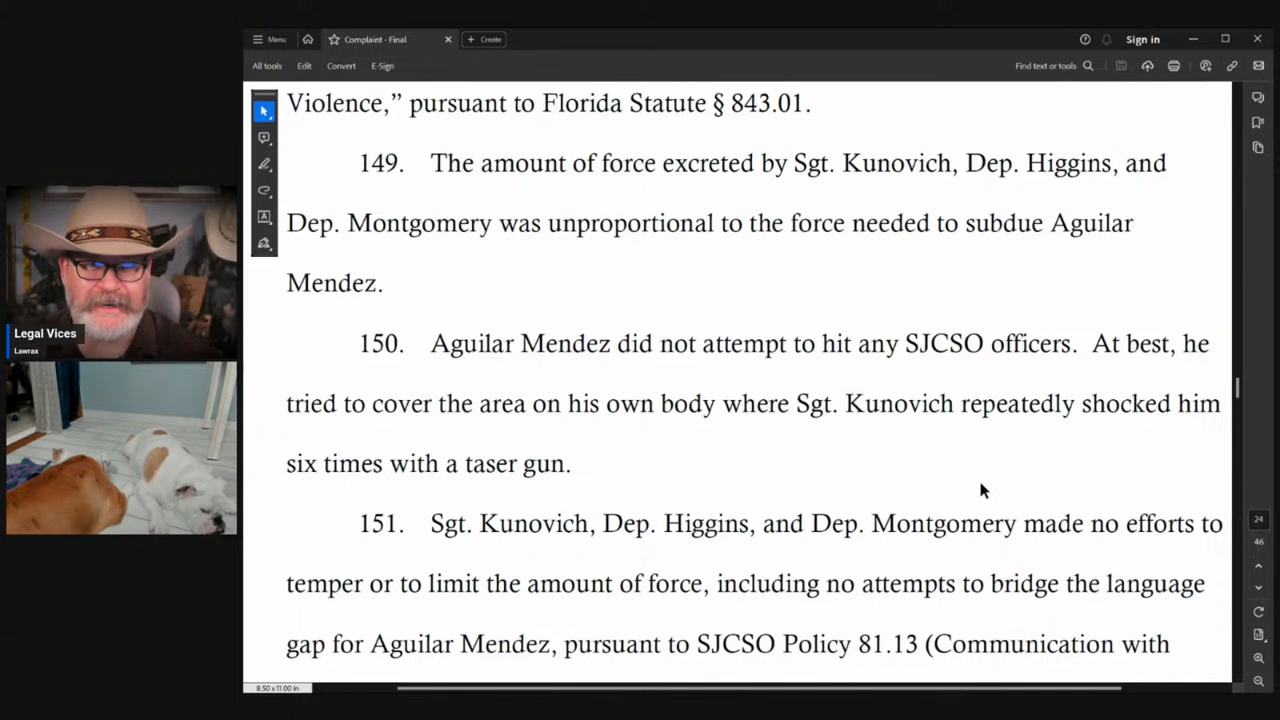 Menu
Complaint - Final
Create
Sign in
All tools
Edit
Convert
E-Sign
Find text or tools
Violence,” pursuant to Florida Statute § 843.01.
149. The amount of force excreted by Sgt. Kunovich, Dep. Higgins, and
Dep. Montgomery was unproportional to the force needed to subdue Aguilar
Mendez.
150. Aguilar Mendez did not attempt to hit any SJCSO officers. At best, he
tried to cover the area on his own body where Sgt. Kunovich repeatedly shocked him
six times with a taser gun.
151. Sgt. Kunovich, Dep. Higgins, and Dep. Montgomery made no efforts to
temper or to limit the amount of force, including no attempts to bridge the language
gap for Aguilar Mendez, pursuant to SJCSO Policy 81.13 (Communication with
Legal Vices
Lawrax
24
46
8.50 x 11.00 in